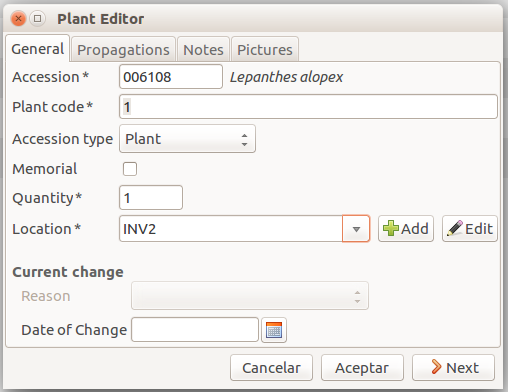 Plant Editor
General Propagations Notes Pictures
Accession* 006108 Lepanthes alopex
Plant code* 1
Accession type Plant
Memorial
Quantity* 1
Location* INV2 Add Edit
Current change
Reason
Date of Change
Cancelar Aceptar Next